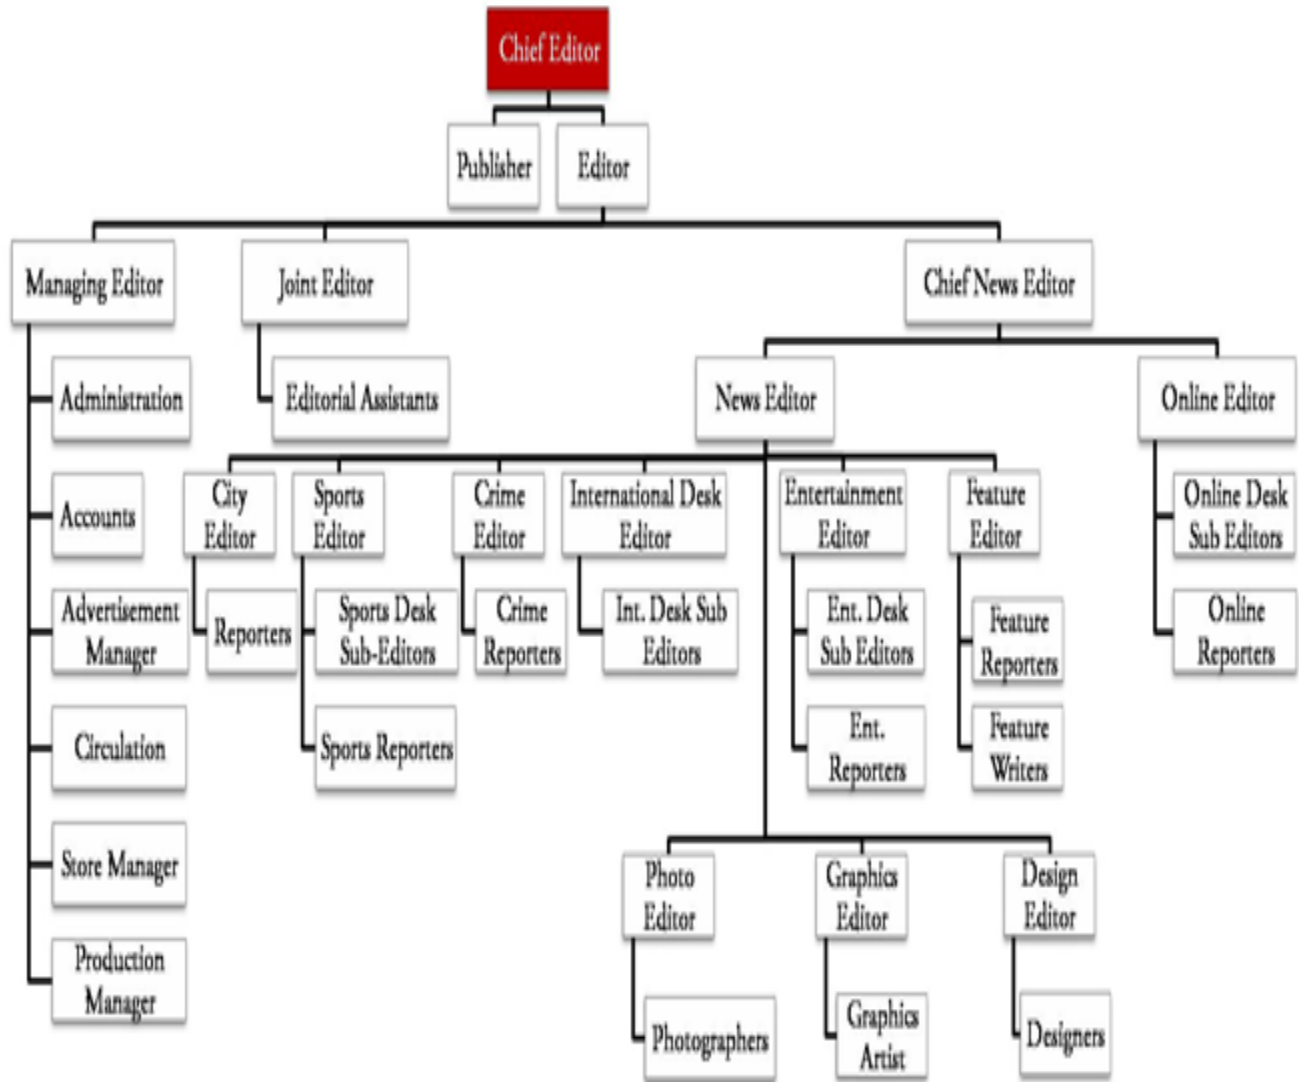 Chief Editor
Publisher
Editor
Managing Editor
Joint Editor
Chief News Editor
Administration
Editorial Assistants
News Editor
Online Editor
Accounts
City
Editor
Sports
Editor
Crime
Editor
International Desk
Editor
Entertainment
Editor
Feature
Editor
Online Desk
Sub Editors
Advertisement
Manager
Reporters
Sports Desk
Sub-Editors
Crime
Reporters
Int. Desk Sub
Editors
Ent. Desk
Sub Editors
Feature
Reporters
Online
Reporters
Circulation
Sports Reporters
Ent.
Reporters
Feature
Writers
Store Manager
Photo
Editor
Graphics
Editor
Design
Editor
Production
Manager
Photographers
Graphics
Artist
Designers